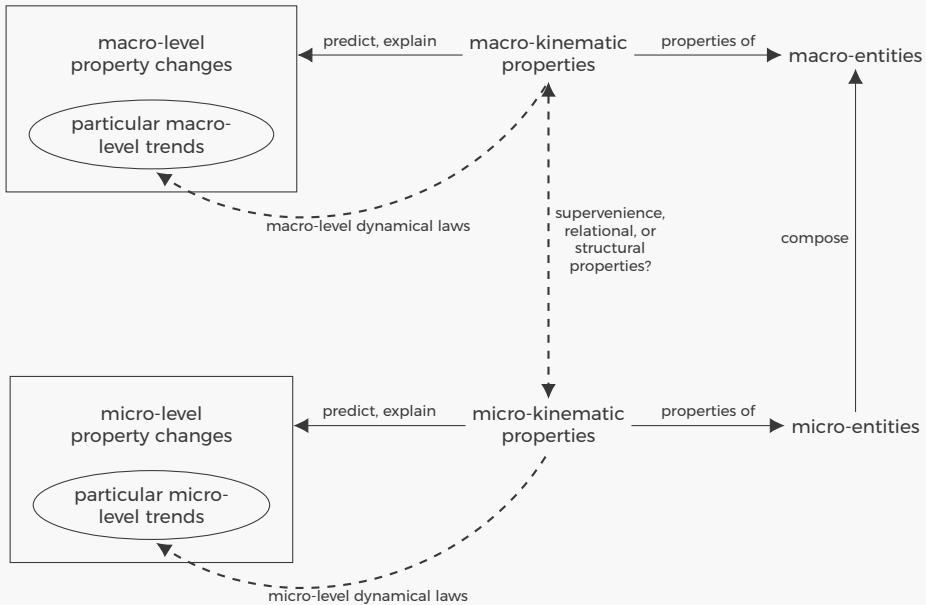 macro-level
property changes
particular macro-
level trends
predict, explain
macro-kinematic
properties
properties of
macro-entities
macro-level dynamical laws
supervenience,
relational, or
structural
properties?
compose
micro-level
property changes
particular micro-
level trends
predict, explain
micro-kinematic
properties
properties of
micro-entities
micro-level dynamical laws